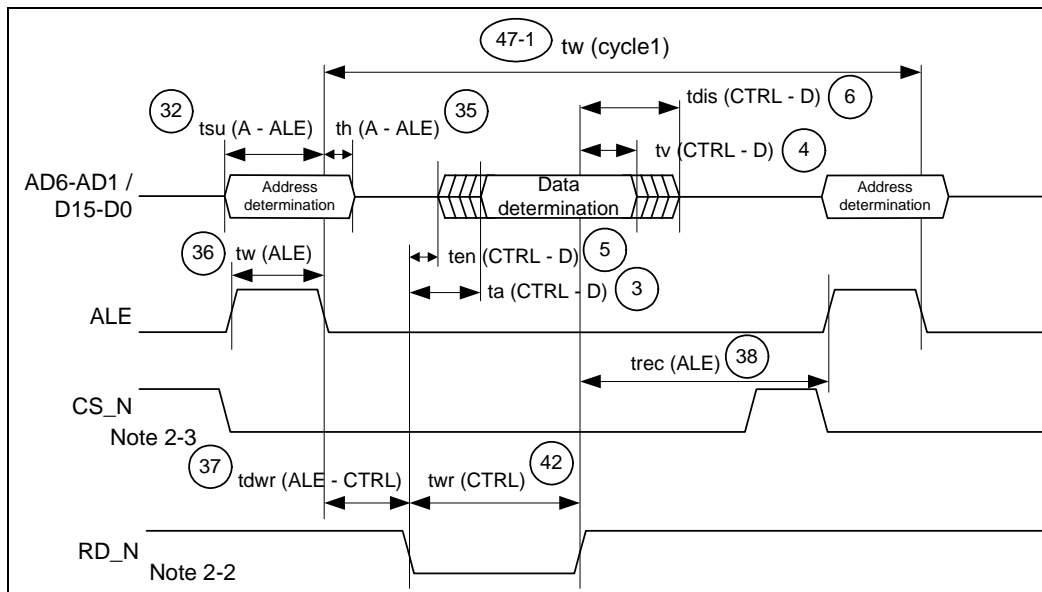 47-1 tw (cycle1)
tdis (CTRL - D) 6
32 tsu (A - ALE) th (A - ALE) 35
tv (CTRL - D) 4
AD6-AD1 /
D15-D0
Address
determination
Data
determination
Address
determination
36 tw (ALE)
ten (CTRL - D) 5
ta (CTRL - D) 3
ALE
trec (ALE) 38
CS_N
Note 2-3
37 tdwr (ALE - CTRL) twr (CTRL) 42
RD_N
Note 2-2